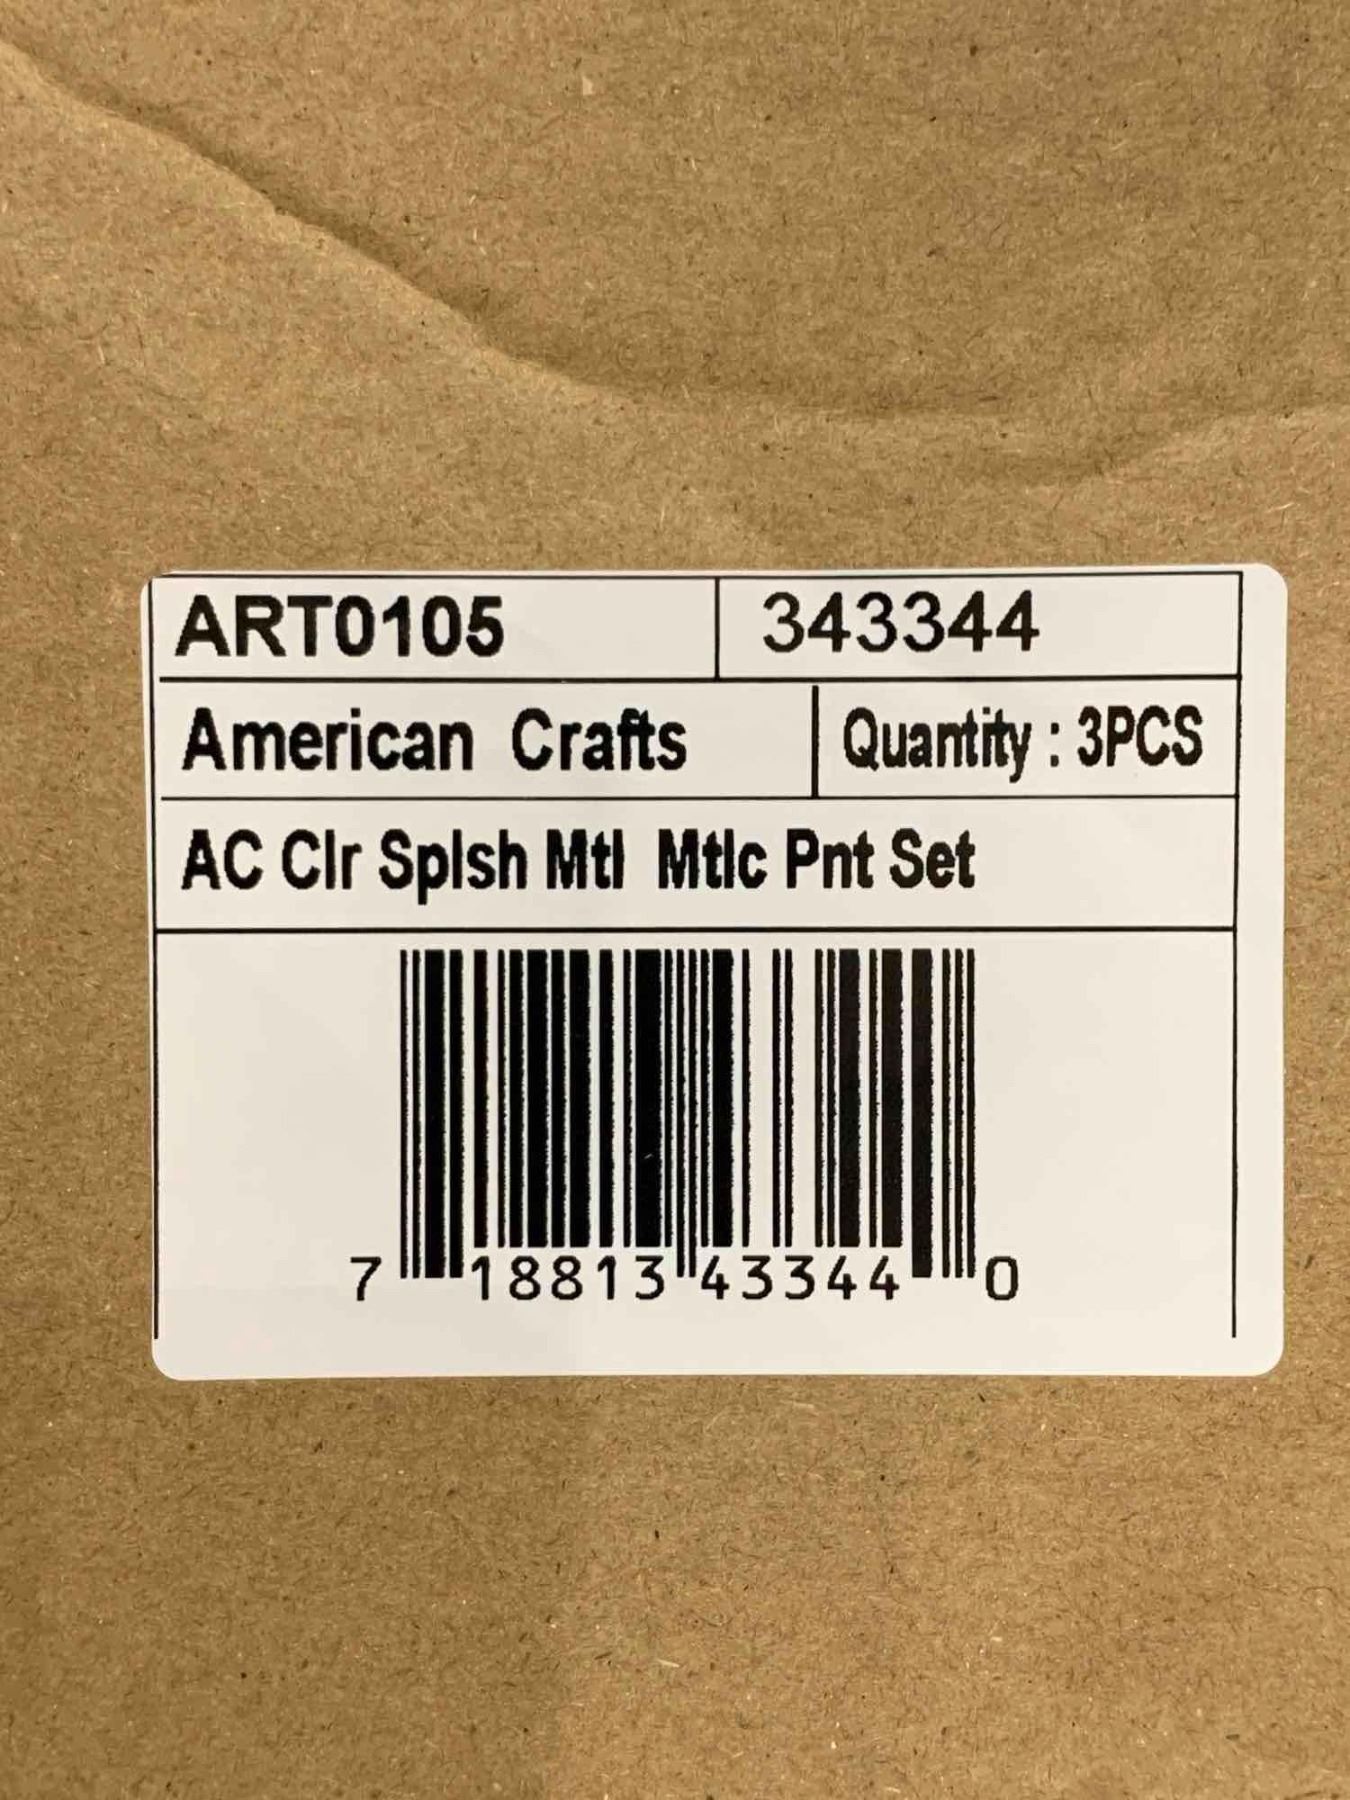 ART0105 343344
American Crafts Quantity : 3PCS
AC Clr Splsh Mtl Mtlc Pnt Set
7 18813 43344 0